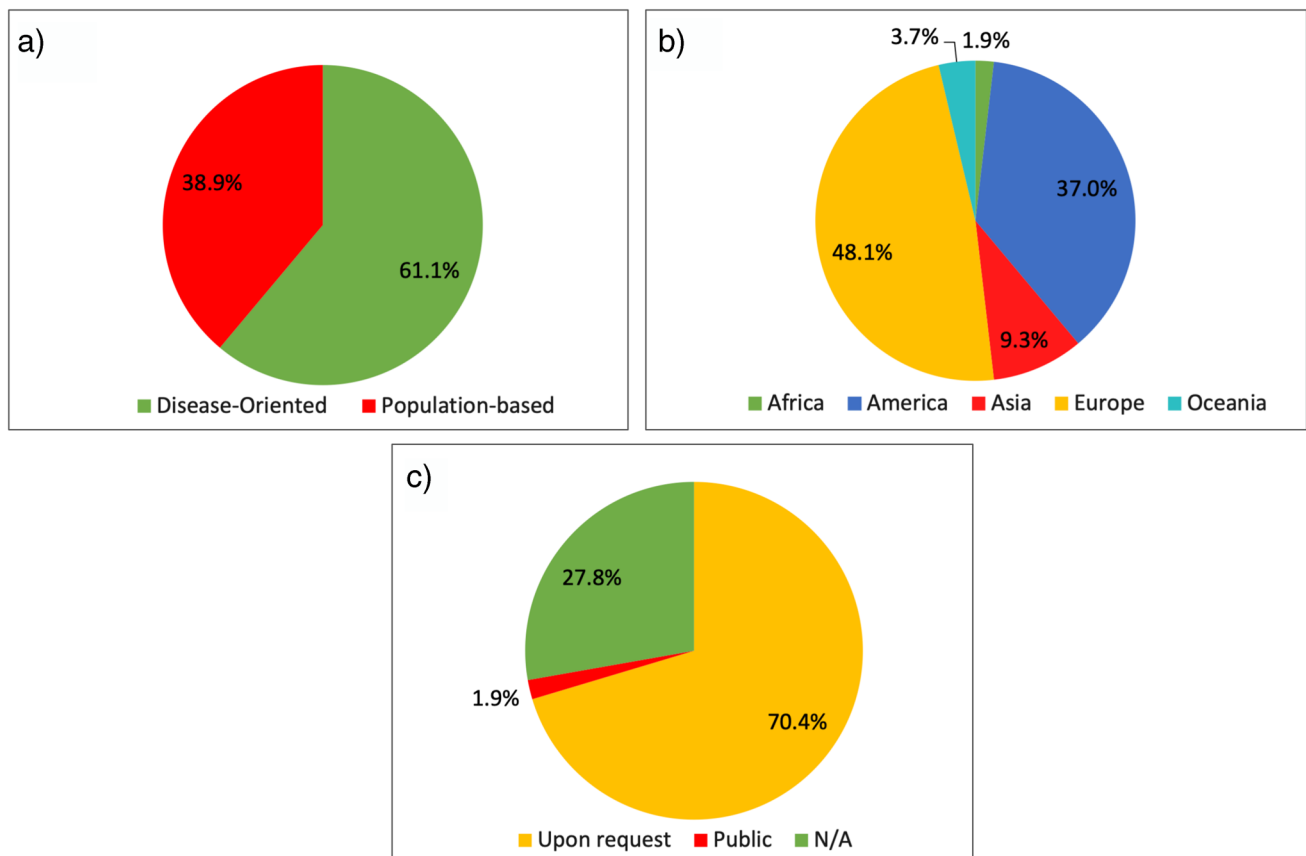 a)
38.9%
61.1%
Disease-Oriented Population-based
b)
3.7% 1.9%
37.0%
48.1%
9.3%
Africa America Asia Europe Oceania
c)
27.8%
1.9%
70.4%
Upon request Public N/A